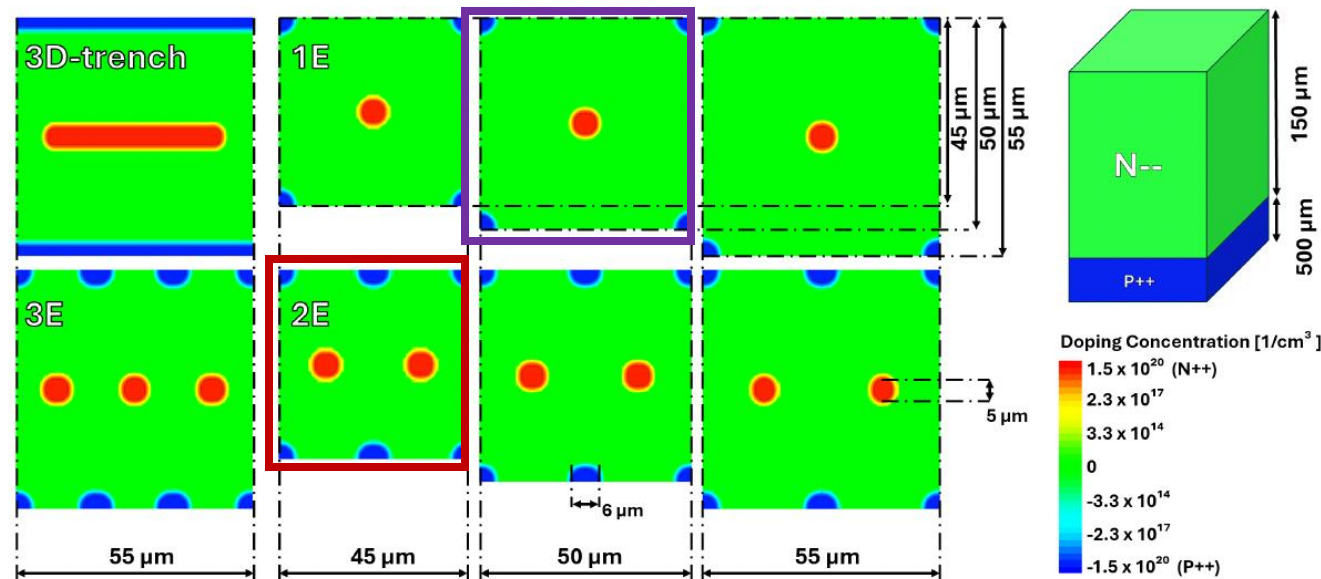 3D-trench
1E
45 µm
50 µm
55 µm
N--
P++
150 µm
500 µm
3E
2E
5 µm
6 µm
55 µm
45 µm
50 µm
55 µm
Doping Concentration [1/cm³ ]
1.5 x 10²⁰ (N++)
2.3 x 10¹⁷
3.3 x 10¹⁴
0
-3.3 x 10¹⁴
-2.3 x 10¹⁷
-1.5 x 10²⁰ (P++)